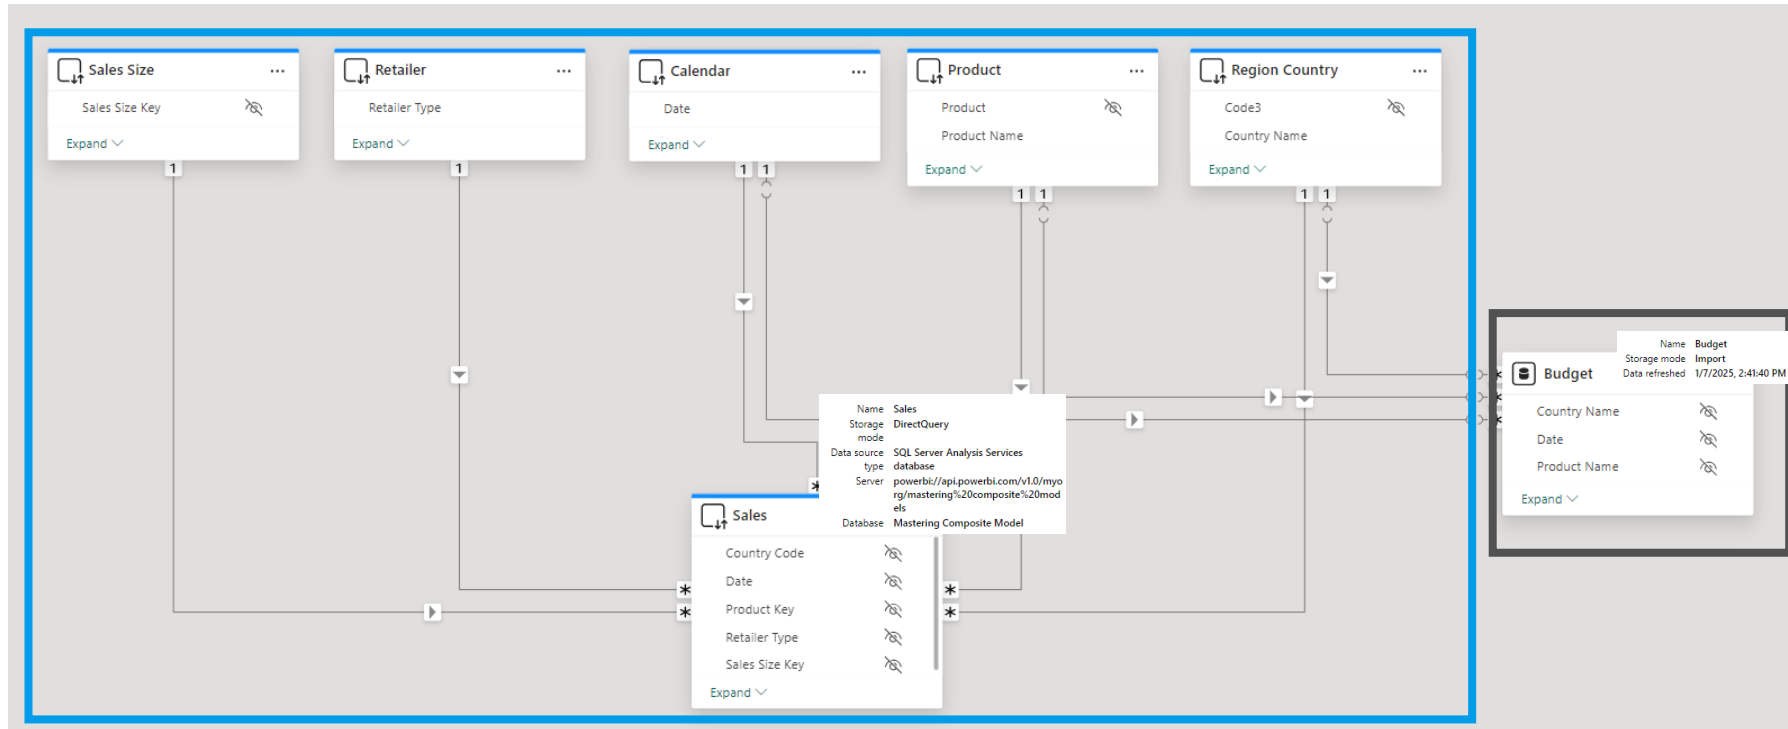 Sales Size
Sales Size Key
Expand
Retailer
Retailer Type
Expand
Calendar
Date
Expand
Product
Product
Product Name
Expand
Region Country
Code3
Country Name
Expand
1
1
1 1
1 1
1 1
Name Budget
Storage mode Import
Data refreshed 1/7/2025, 2:41:40 PM
Budget
Country Name
Date
Product Name
Expand
Name Sales
Storage mode DirectQuery
Data source type SQL Server Analysis Services database
Server powerbi://api.powerbi.com/v1.0/myo
rg/mastering%20composite%20mod
els
Database Mastering Composite Model
*
Sales
Country Code
Date
Product Key
Retailer Type
Sales Size Key
Expand
* *
* *